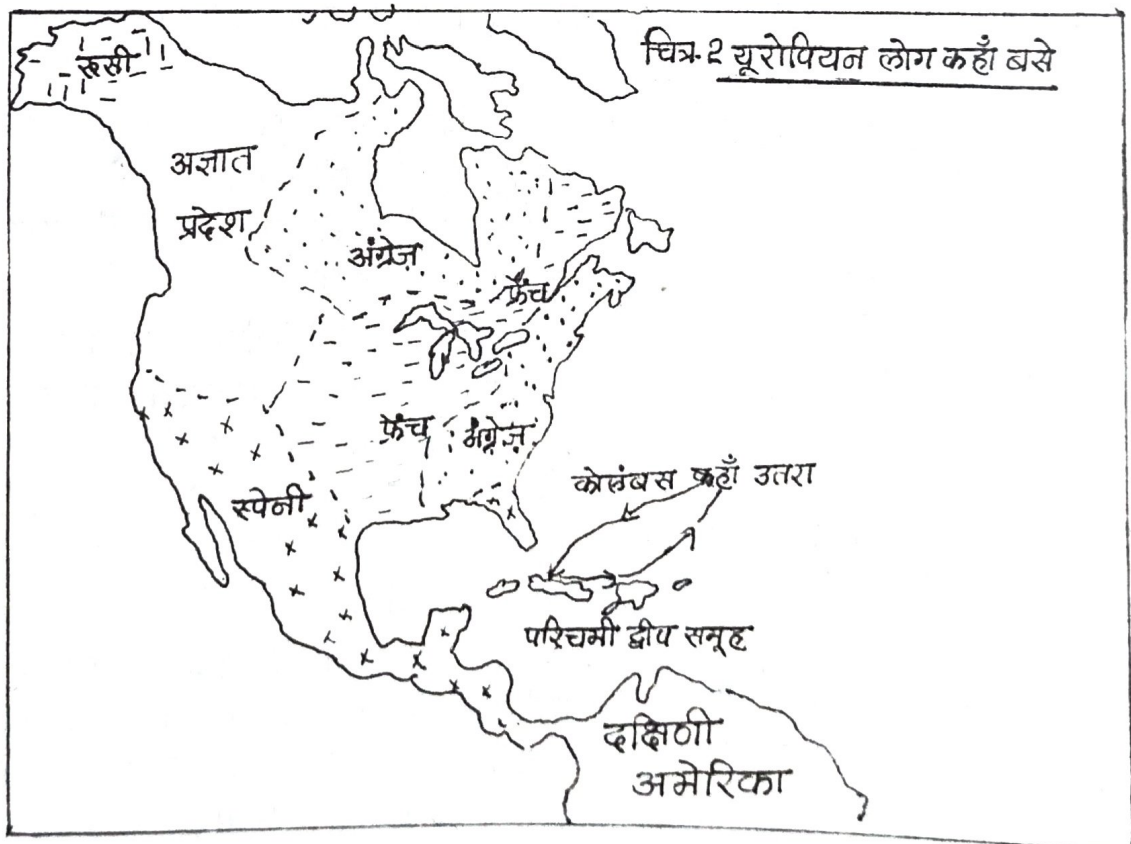 चित्र-2 यूरोपियन लोग कहाँ बसे
रूसी
अज्ञात
प्रदेश
अंग्रेज़
फ्रेंच
फ्रेंच
अंग्रेज़
कोलंबस कहाँ उतरा
स्पेनी
पश्चिमी द्वीप समूह
दक्षिणी
अमेरिका